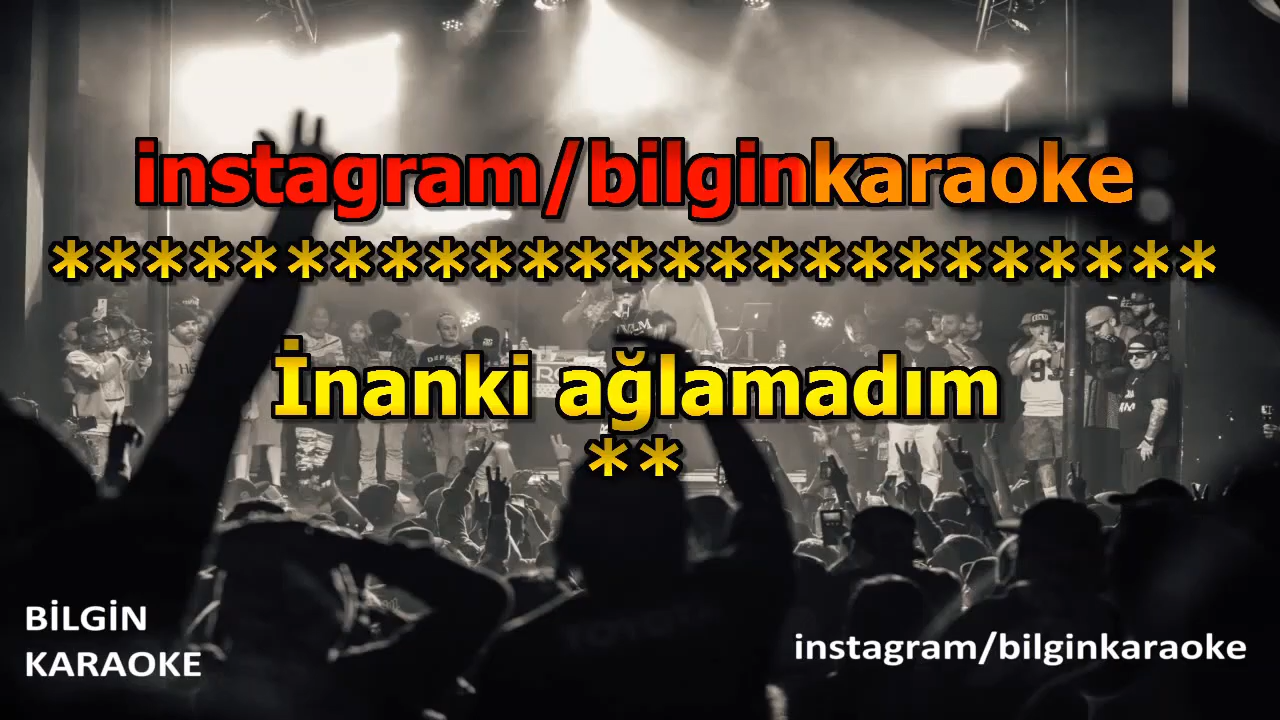 instagram/bilginkaraoke
*************************
İnanki ağlamadım
**
BİLGİN
KARAOKE
instagram/bilginkaraoke